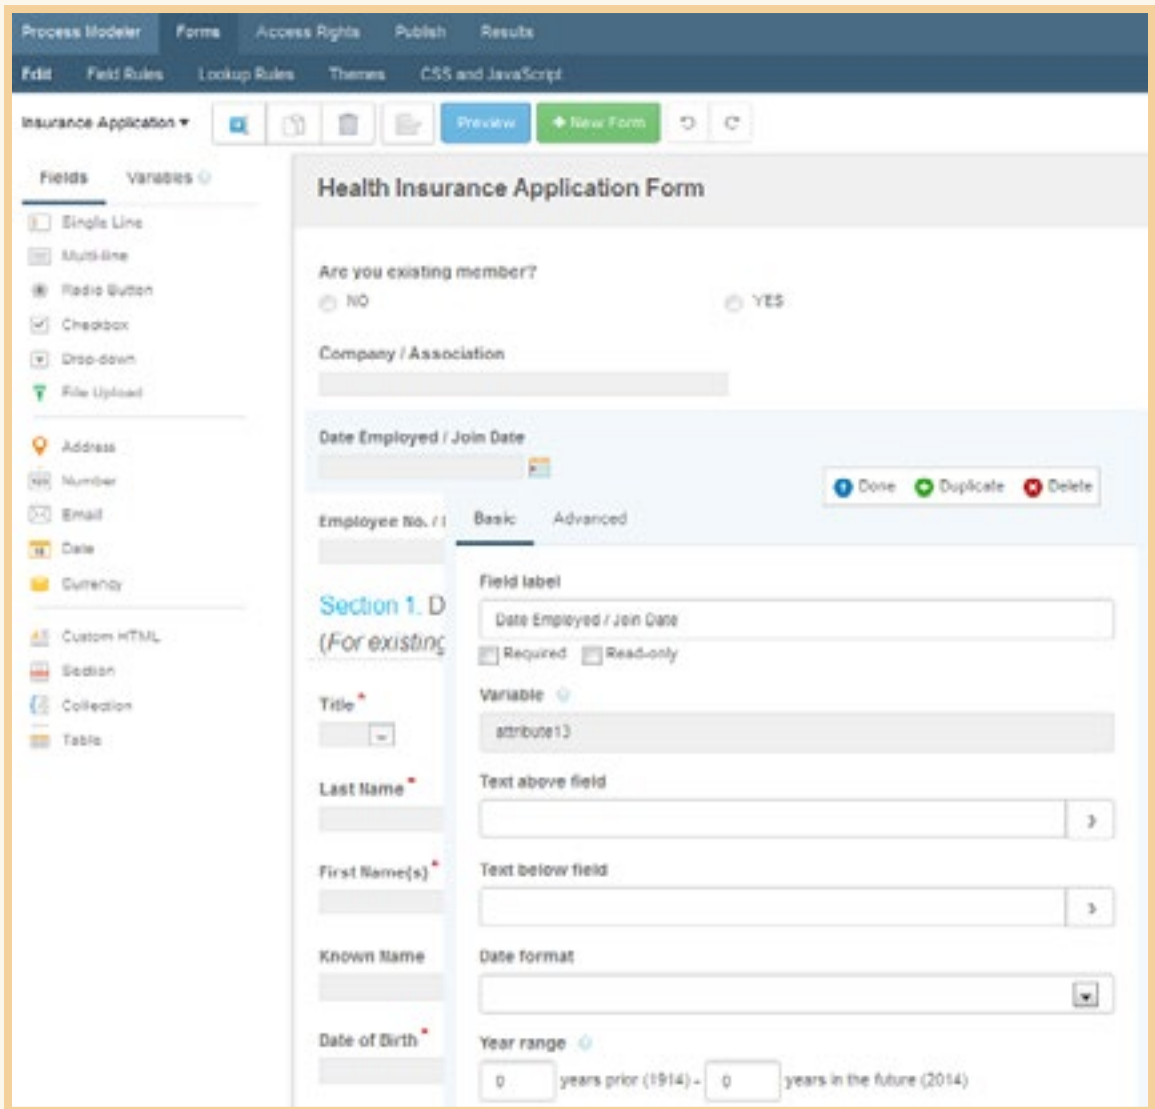 Process Modeler Forms Access Rights Publish Results
Edit Field Rules Lookup Rules Themes CSS and JavaScript
Insurance Application Preview + New Form
Fields Variables
Single Line
Multi-line
Radio Button
Checkbox
Drop-down
File Upload
Address
Number
Email
Date
Currency
Custom HTML
Section
Collection
Table
Health Insurance Application Form
Are you existing member?
NO YES
Company / Association
Date Employed / Join Date
Done Duplicate Delete
Employee No. /
Section 1. D
(For existing
Title *
Last Name *
First Name(s) *
Known Name
Date of Birth *
Basic Advanced
Field label
Date Employed / Join Date
Required Read-only
Variable
attribute13
Text above field
Text below field
Date format
Year range
0 years prior (1914) - 0 years in the future (2014)